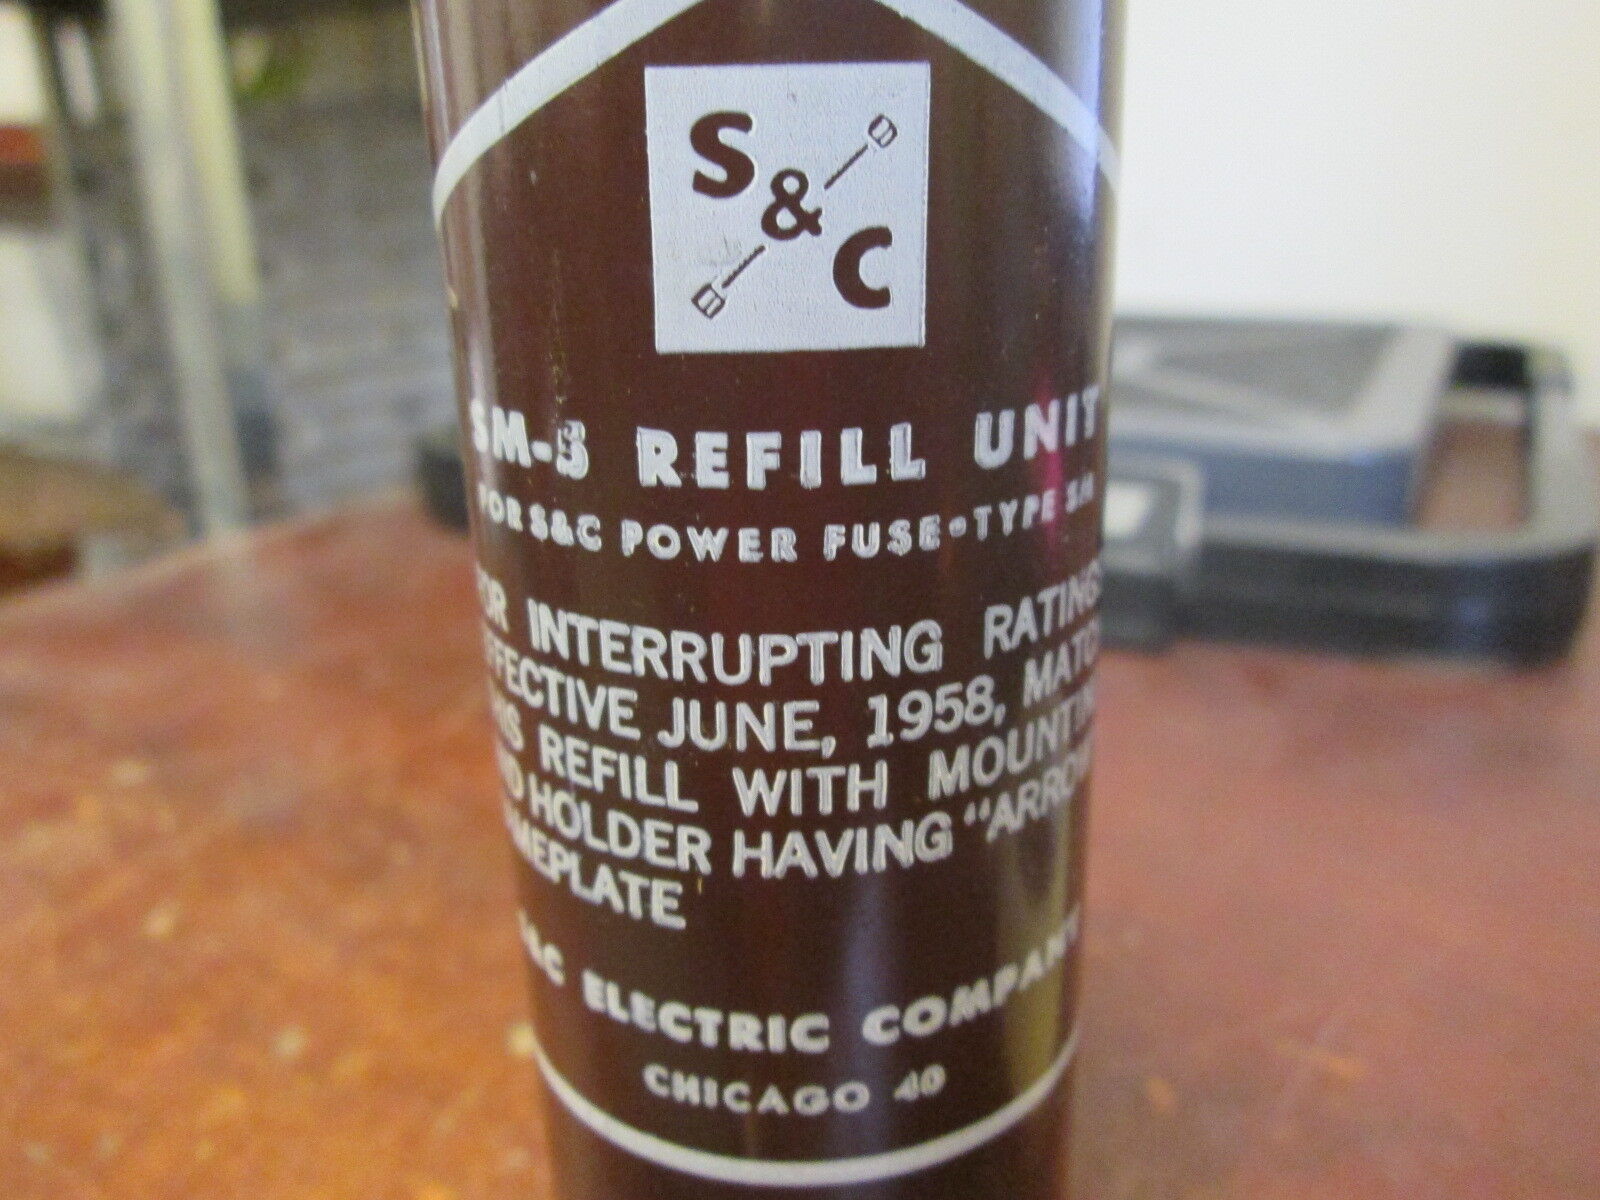 S&C
SM-5 REFILL UNIT
FOR S&C POWER FUSE-TYPE SM
FOR INTERRUPTING RATINGS
EFFECTIVE JUNE, 1958, MATCH
THIS REFILL WITH MOUNTING
AND HOLDER HAVING "ARROW
NAMEPLATE
S&C ELECTRIC COMPANY
CHICAGO 40